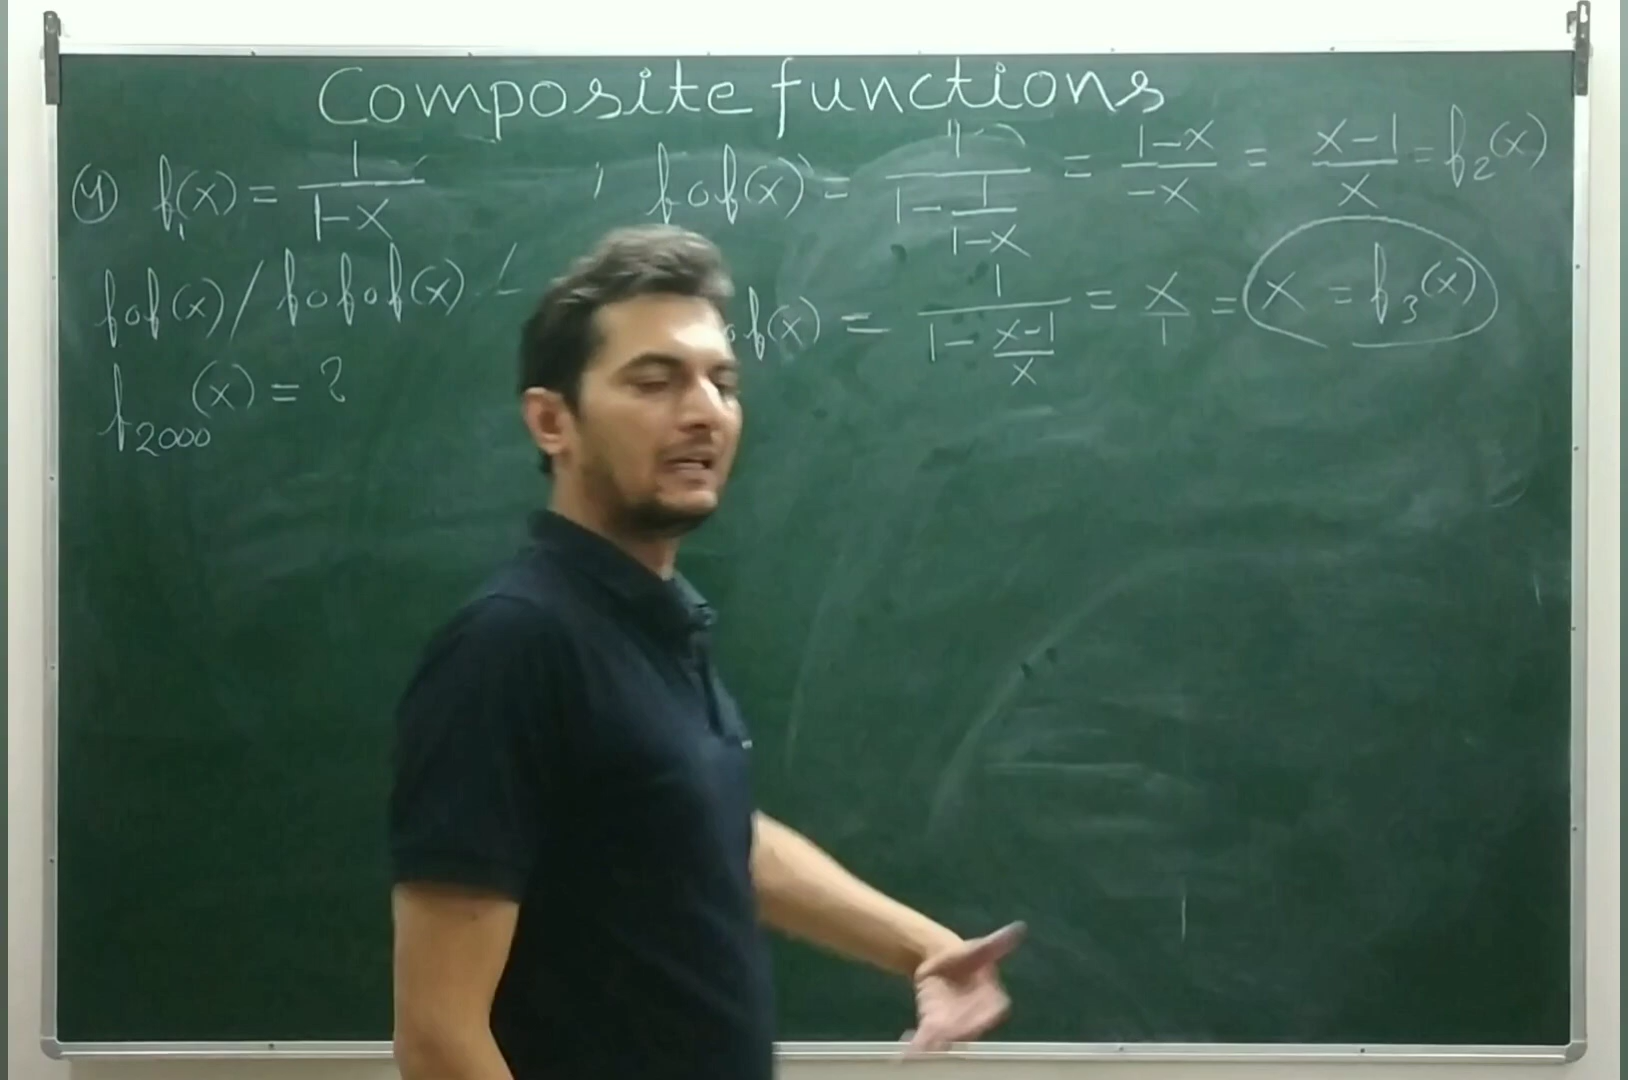 Composite functions
④ f₁(x) = 1/(1-x) , fof(x) = 1/(1 - 1/(1-x)) = (1-x)/(-x) = (x-1)/x = f₂(x)
fof(x) / fofof(x)
of(x) = 1/(1 - (x-1)/x) = x/1 = x = f₃(x)
f₂₀₀₀(x) = ?